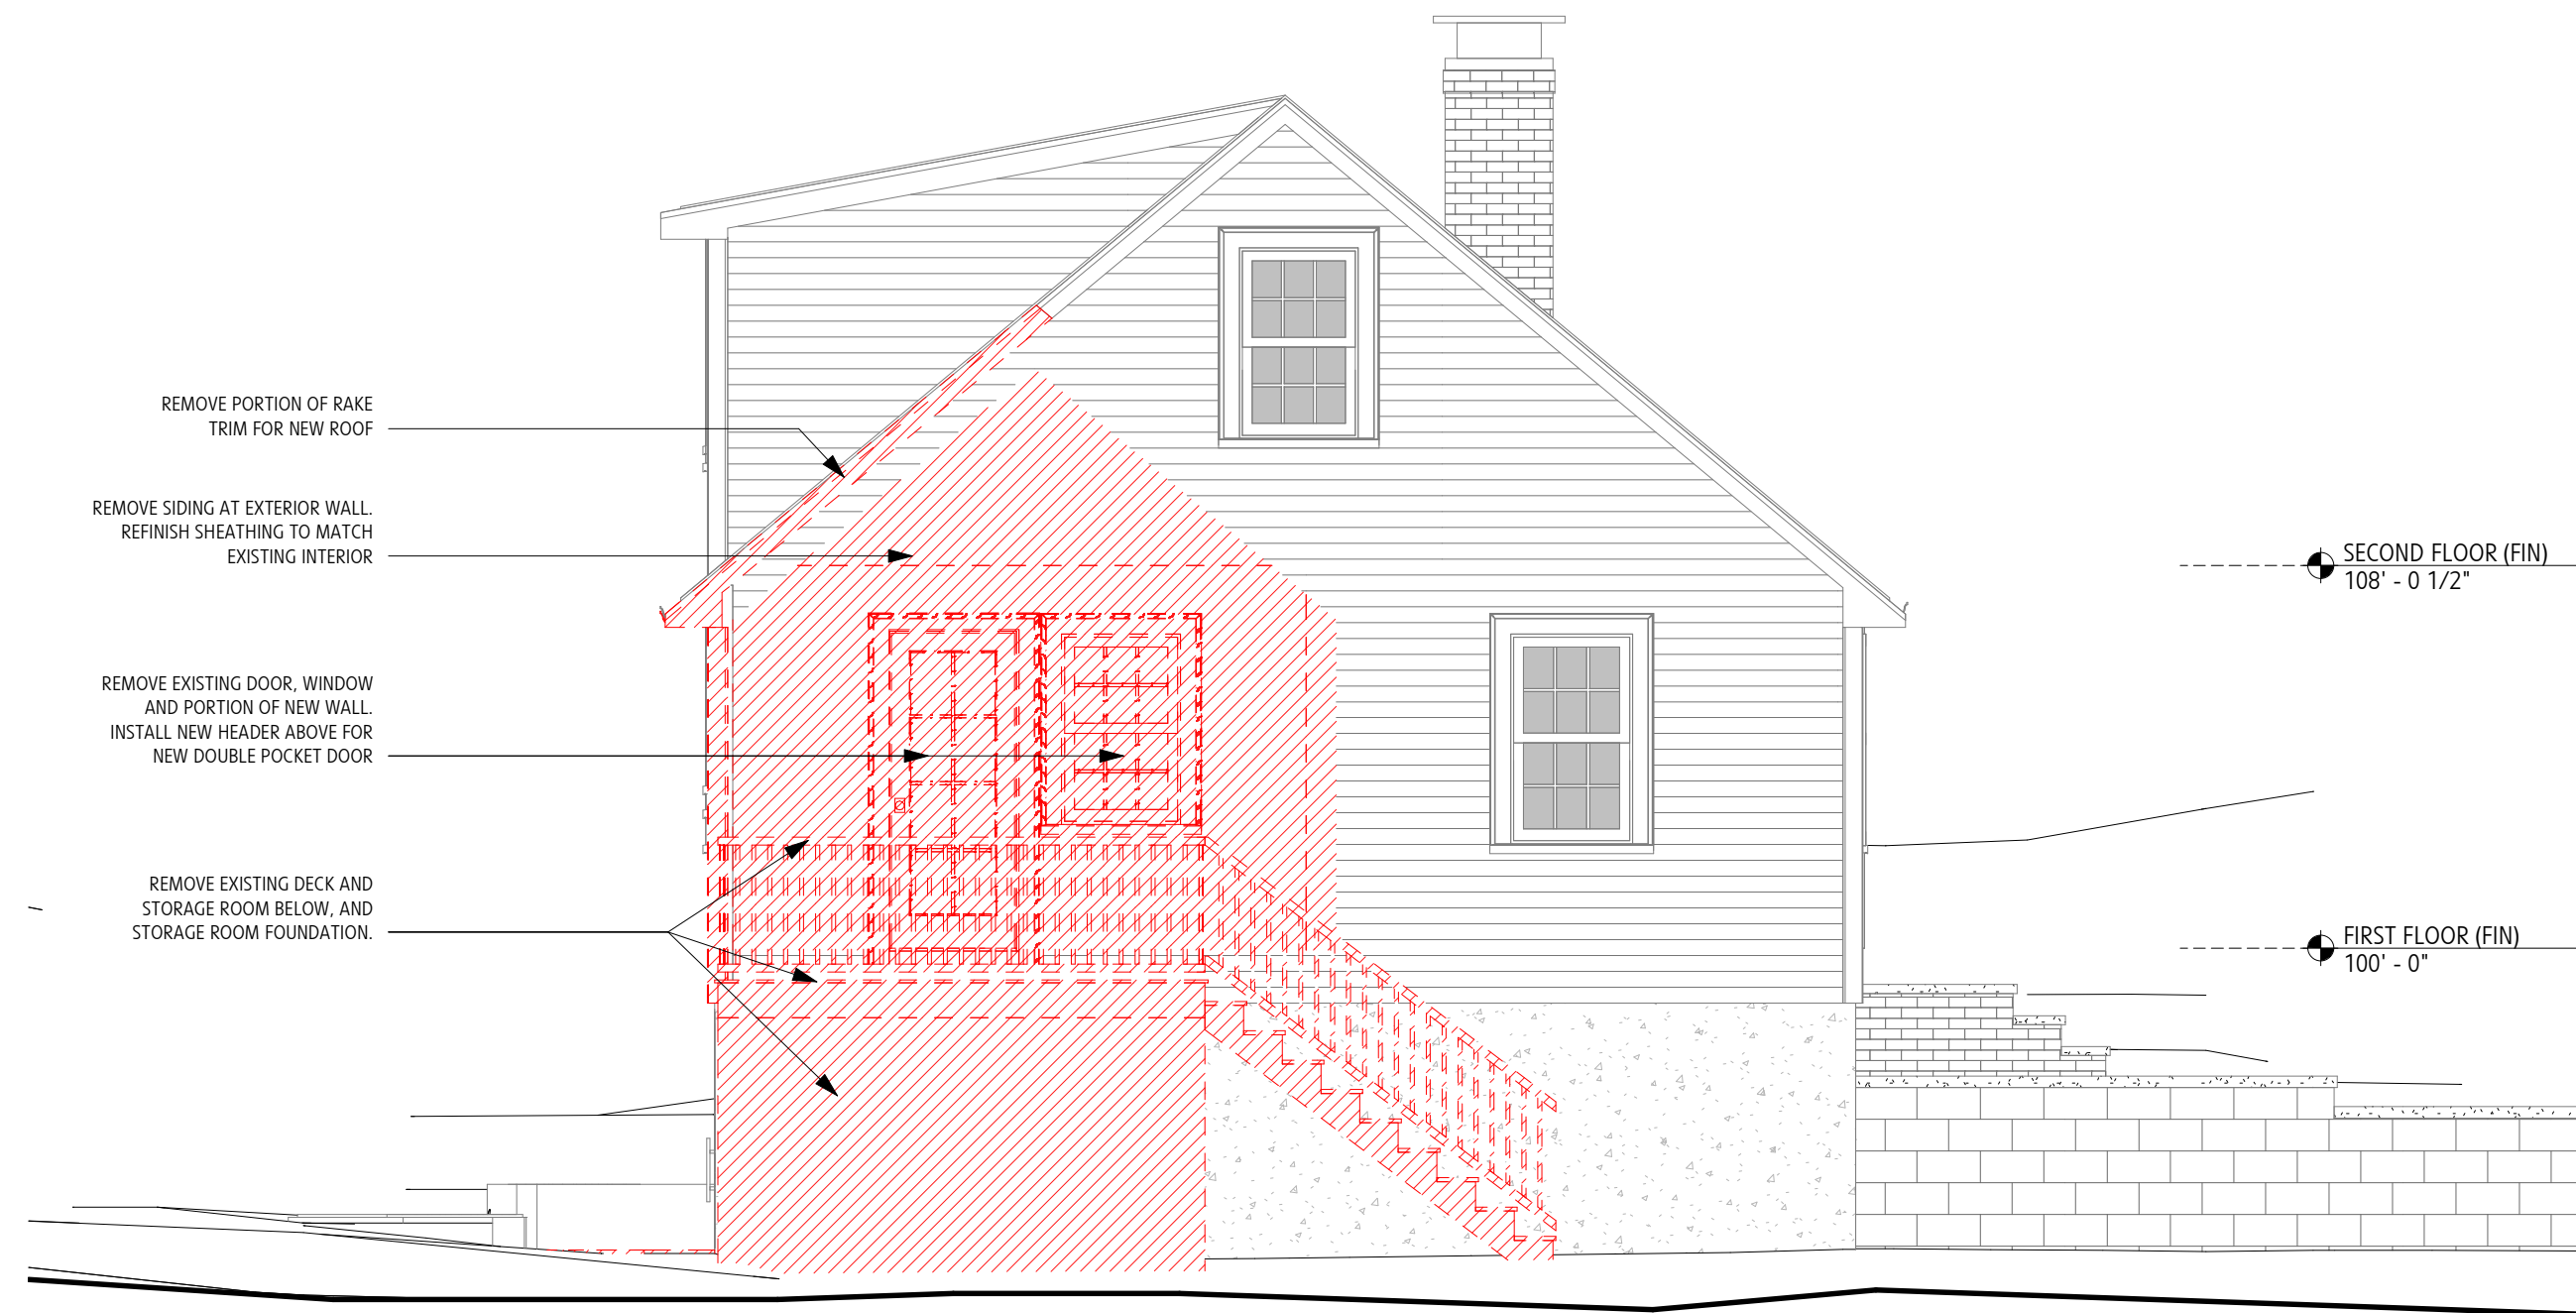 REMOVE PORTION OF RAKE
TRIM FOR NEW ROOF
REMOVE SIDING AT EXTERIOR WALL.
REFINISH SHEATHING TO MATCH
EXISTING INTERIOR
REMOVE EXISTING DOOR, WINDOW
AND PORTION OF NEW WALL.
INSTALL NEW HEADER ABOVE FOR
NEW DOUBLE POCKET DOOR
REMOVE EXISTING DECK AND
STORAGE ROOM BELOW, AND
STORAGE ROOM FOUNDATION.
SECOND FLOOR (FIN)
108' - 0 1/2"
FIRST FLOOR (FIN)
100' - 0"